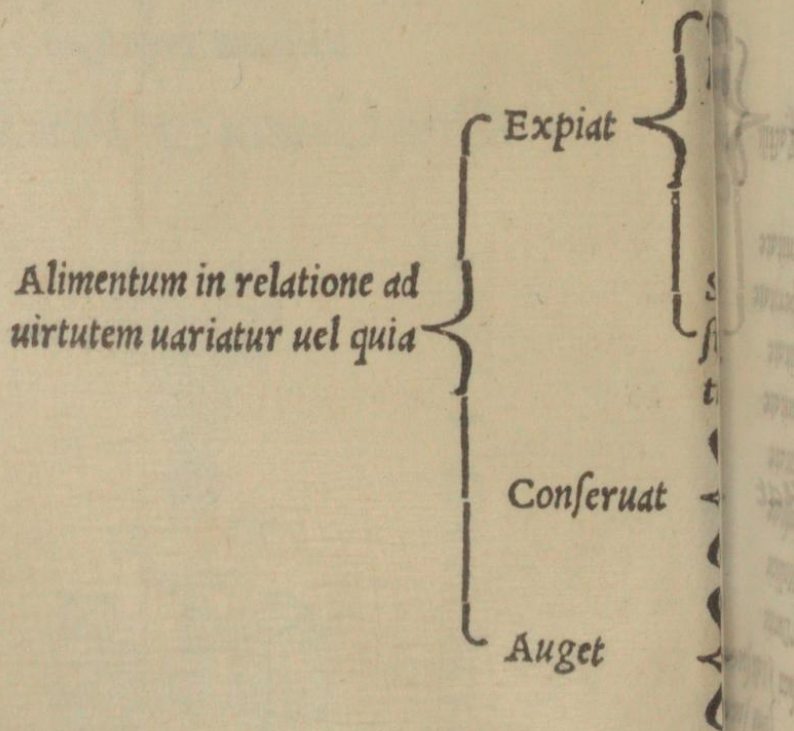 Expiat
Alimentum in relatione ad
uirtutem uariatur uel quia
Conſeruat
Auget